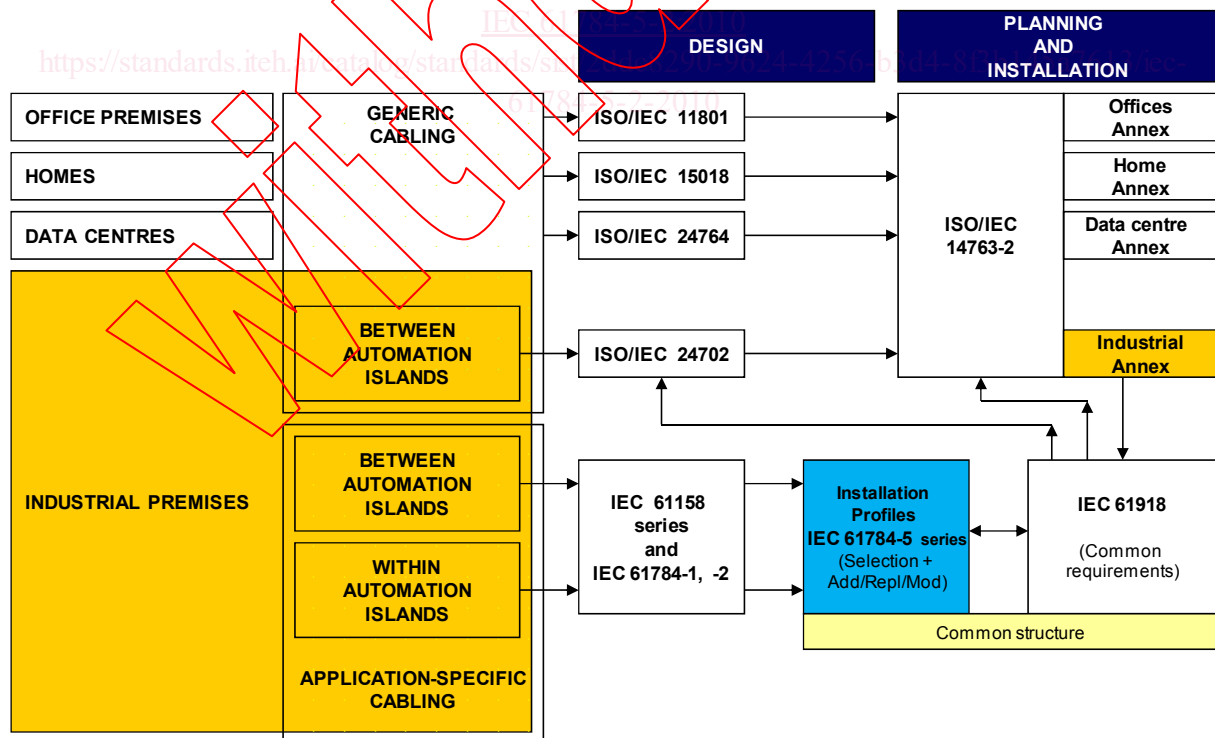 IEC 61784-5-2:2010
DESIGN
PLANNING
AND
INSTALLATION
61784-5-2-2010
OFFICE PREMISES
GENERIC
CABLING
ISO/IEC 11801
Offices
Annex
HOMES
ISO/IEC 15018
Home
Annex
DATA CENTRES
ISO/IEC 24764
ISO/IEC
14763-2
Data centre
Annex
BETWEEN
AUTOMATION
ISLANDS
ISO/IEC 24702
Industrial
Annex
INDUSTRIAL PREMISES
BETWEEN
AUTOMATION
ISLANDS
IEC 61158
series
and
IEC 61784-1, -2
Installation
Profiles
IEC 61784-5 series
(Selection +
Add/Repl/Mod)
IEC 61918
(Common
requirements)
WITHIN
AUTOMATION
ISLANDS
Common structure
APPLICATION-SPECIFIC
CABLING